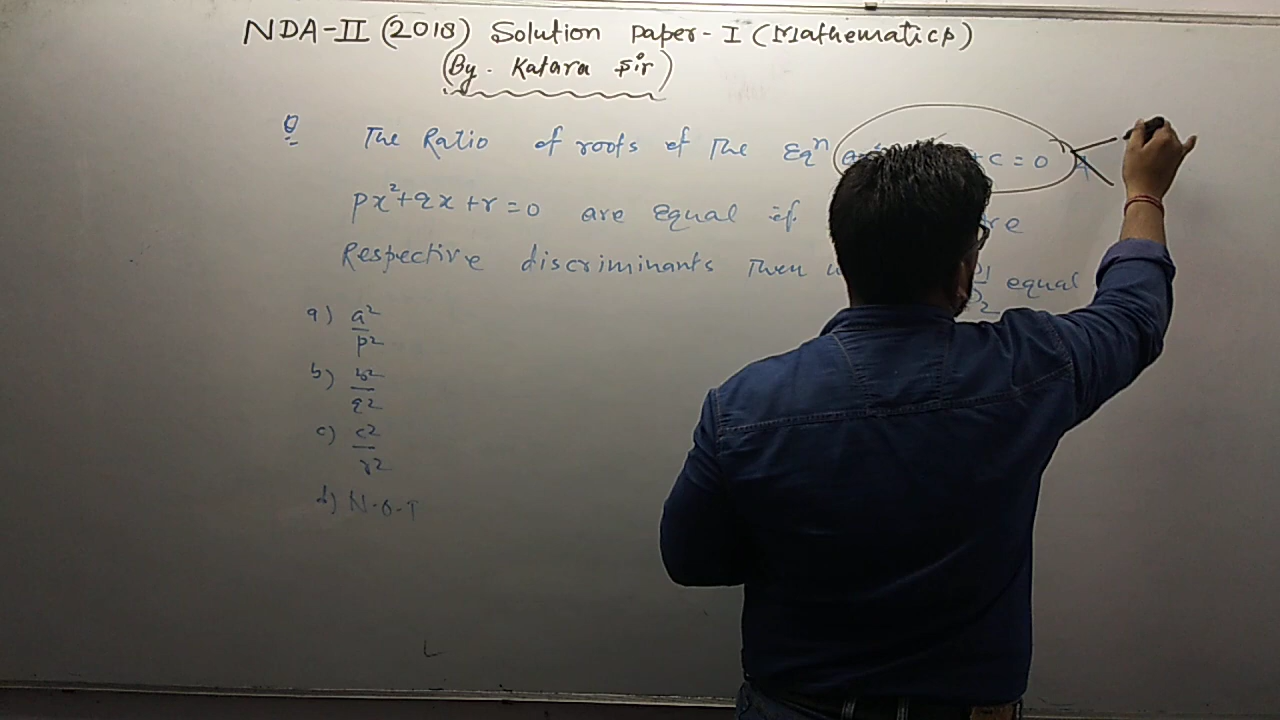 NDA-II (2018) Solution Paper-I (Mathematics)
(By. Katara Sir)
Q The Ratio of roots of The Eqⁿ + c = 0 &
px²+qx+r=0 are equal if
Respective discriminants Then equal
a) a²/p²
b) b²/q²
c) c²/r²
d) N.O.T